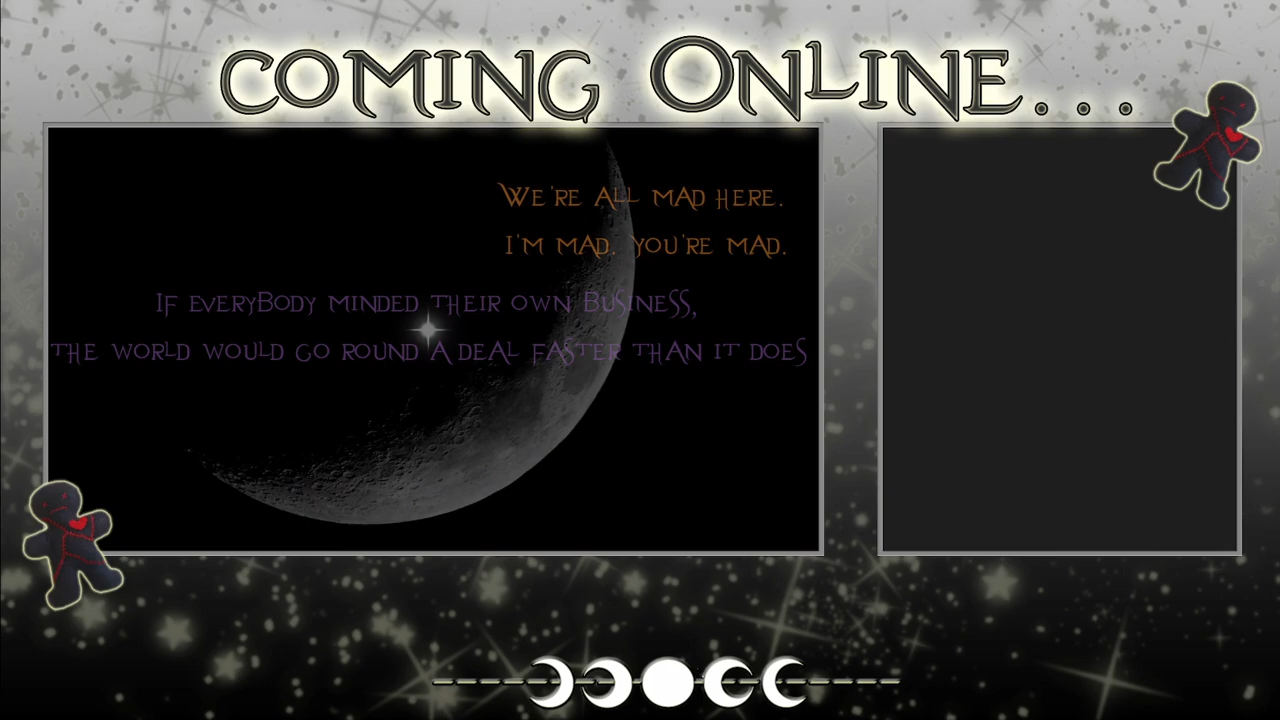 Coming Online...
We're all mad here.
I'm mad. You're mad.
If everybody minded their own business,
the world would go round a deal faster than it does